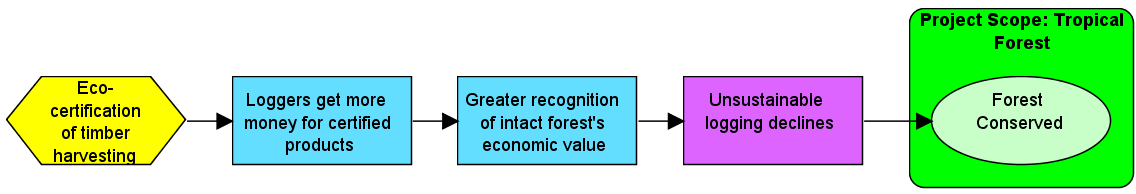 Eco-
certification
of timber
harvesting
Loggers get more
money for certified
products
Greater recognition
of intact forest's
economic value
Unsustainable
logging declines
Project Scope: Tropical
Forest
Forest
Conserved